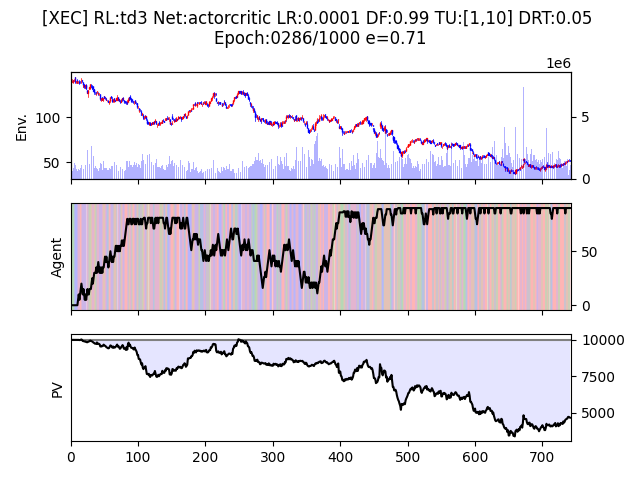 [XEC] RL:td3 Net:actorcritic LR:0.0001 DF:0.99 TU:[1,10] DRT:0.05
Epoch:0286/1000 e=0.71
1e6
Env.
100
50
5
0
Agent
50
0
PV
10000
7500
5000
0 100 200 300 400 500 600 700